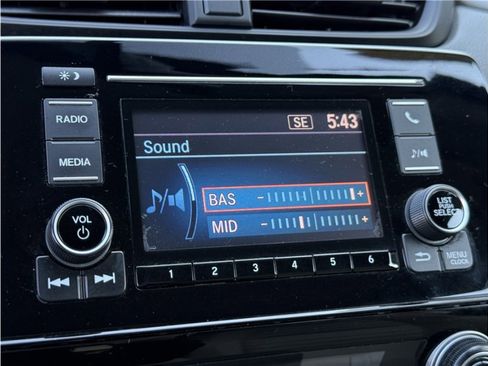 SE 5:43
RADIO
Sound
MEDIA
BAS - +
VOL
LIST
PUSH
SELECT
MID - +
MENU
CLOCK
1 2 3 4 5 6